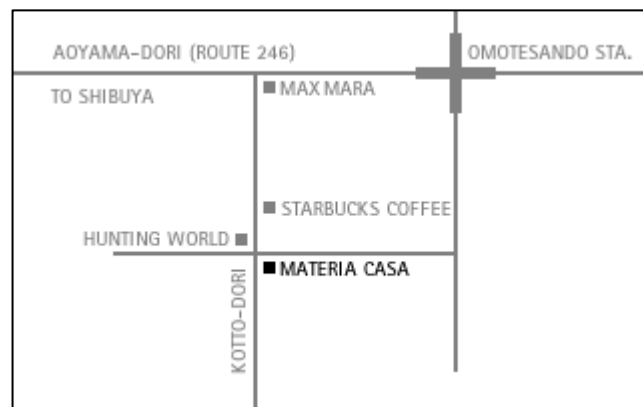 AOYAMA-DORI (ROUTE 246)
OMOTESANDO STA.
TO SHIBUYA
MAX MARA
STARBUCKS COFFEE
HUNTING WORLD
MATERIA CASA
KOTTO-DORI